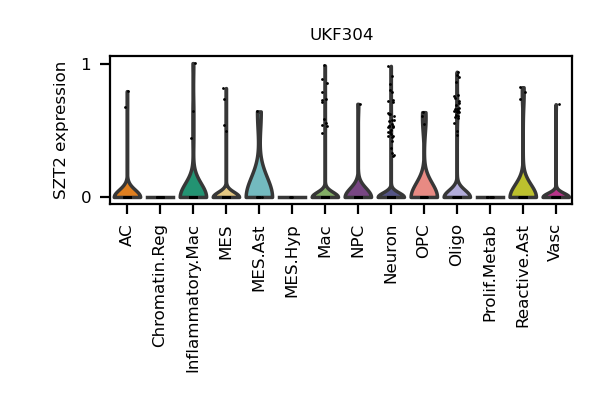 UKF304
SZT2 expression
1
0
AC
Chromatin.Reg
Inflammatory.Mac
MES
MES.Ast
MES.Hyp
Mac
NPC
Neuron
OPC
Oligo
Prolif.Metab
Reactive.Ast
Vasc